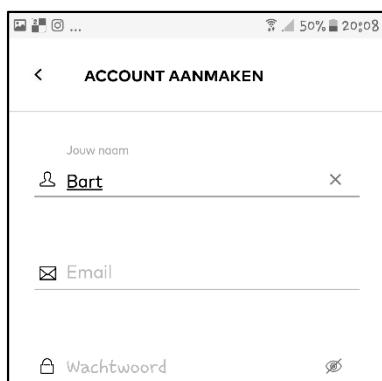 ... 50% 20:08
ACCOUNT AANMAKEN
Jouw naam
Bart
Email
Wachtwoord